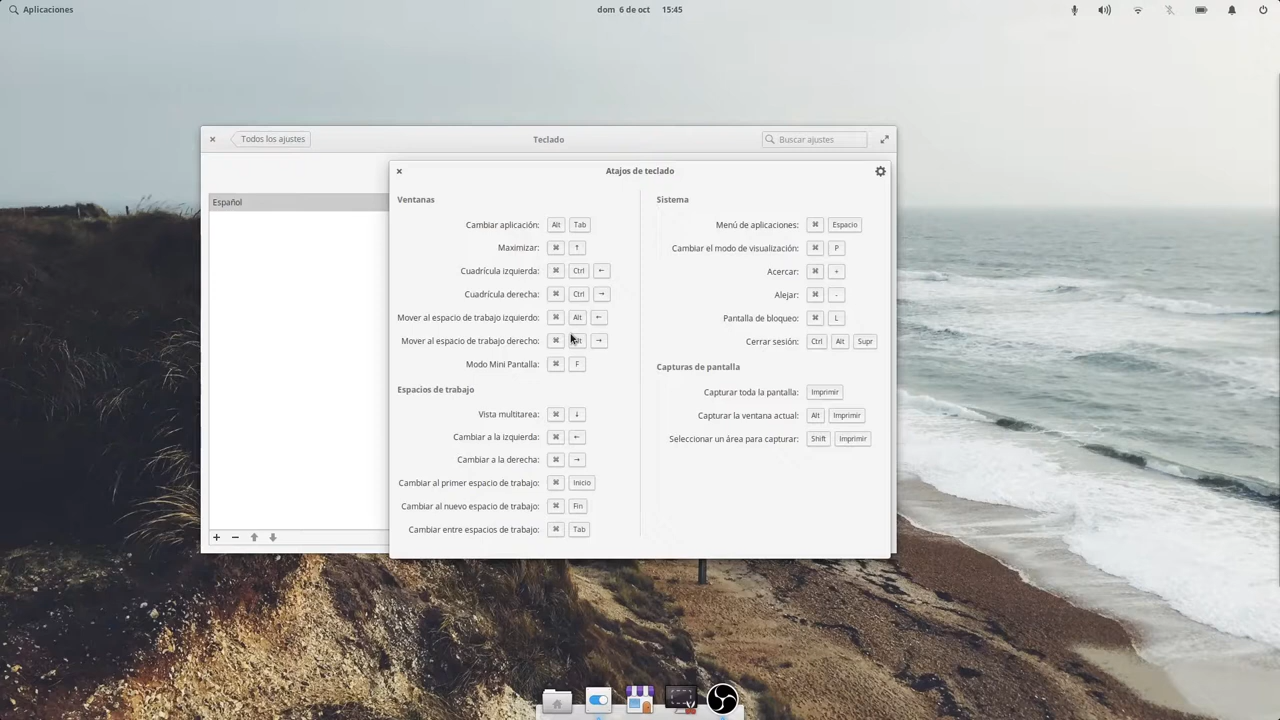 Aplicaciones
dom 6 de oct 15:45
Todos los ajustes
Teclado
Buscar ajustes
Español
Atajos de teclado
Ventanas
Cambiar aplicación: Alt Tab
Maximizar: ⌘ ↑
Cuadrícula izquierda: ⌘ Ctrl ←
Cuadrícula derecha: ⌘ Ctrl →
Mover al espacio de trabajo izquierdo: ⌘ Alt ←
Mover al espacio de trabajo derecho: ⌘ Alt →
Modo Mini Pantalla: ⌘ F
Espacios de trabajo
Vista multitarea: ⌘ ↓
Cambiar a la izquierda: ⌘ ←
Cambiar a la derecha: ⌘ →
Cambiar al primer espacio de trabajo: ⌘ Inicio
Cambiar al nuevo espacio de trabajo: ⌘ Fin
Cambiar entre espacios de trabajo: ⌘ Tab
Sistema
Menú de aplicaciones: ⌘ Espacio
Cambiar el modo de visualización: ⌘ P
Acercar: ⌘ +
Alejar: ⌘ -
Pantalla de bloqueo: ⌘ L
Cerrar sesión: Ctrl Alt Supr
Capturas de pantalla
Capturar toda la pantalla: Imprimir
Capturar la ventana actual: Alt Imprimir
Seleccionar un área para capturar: Shift Imprimir